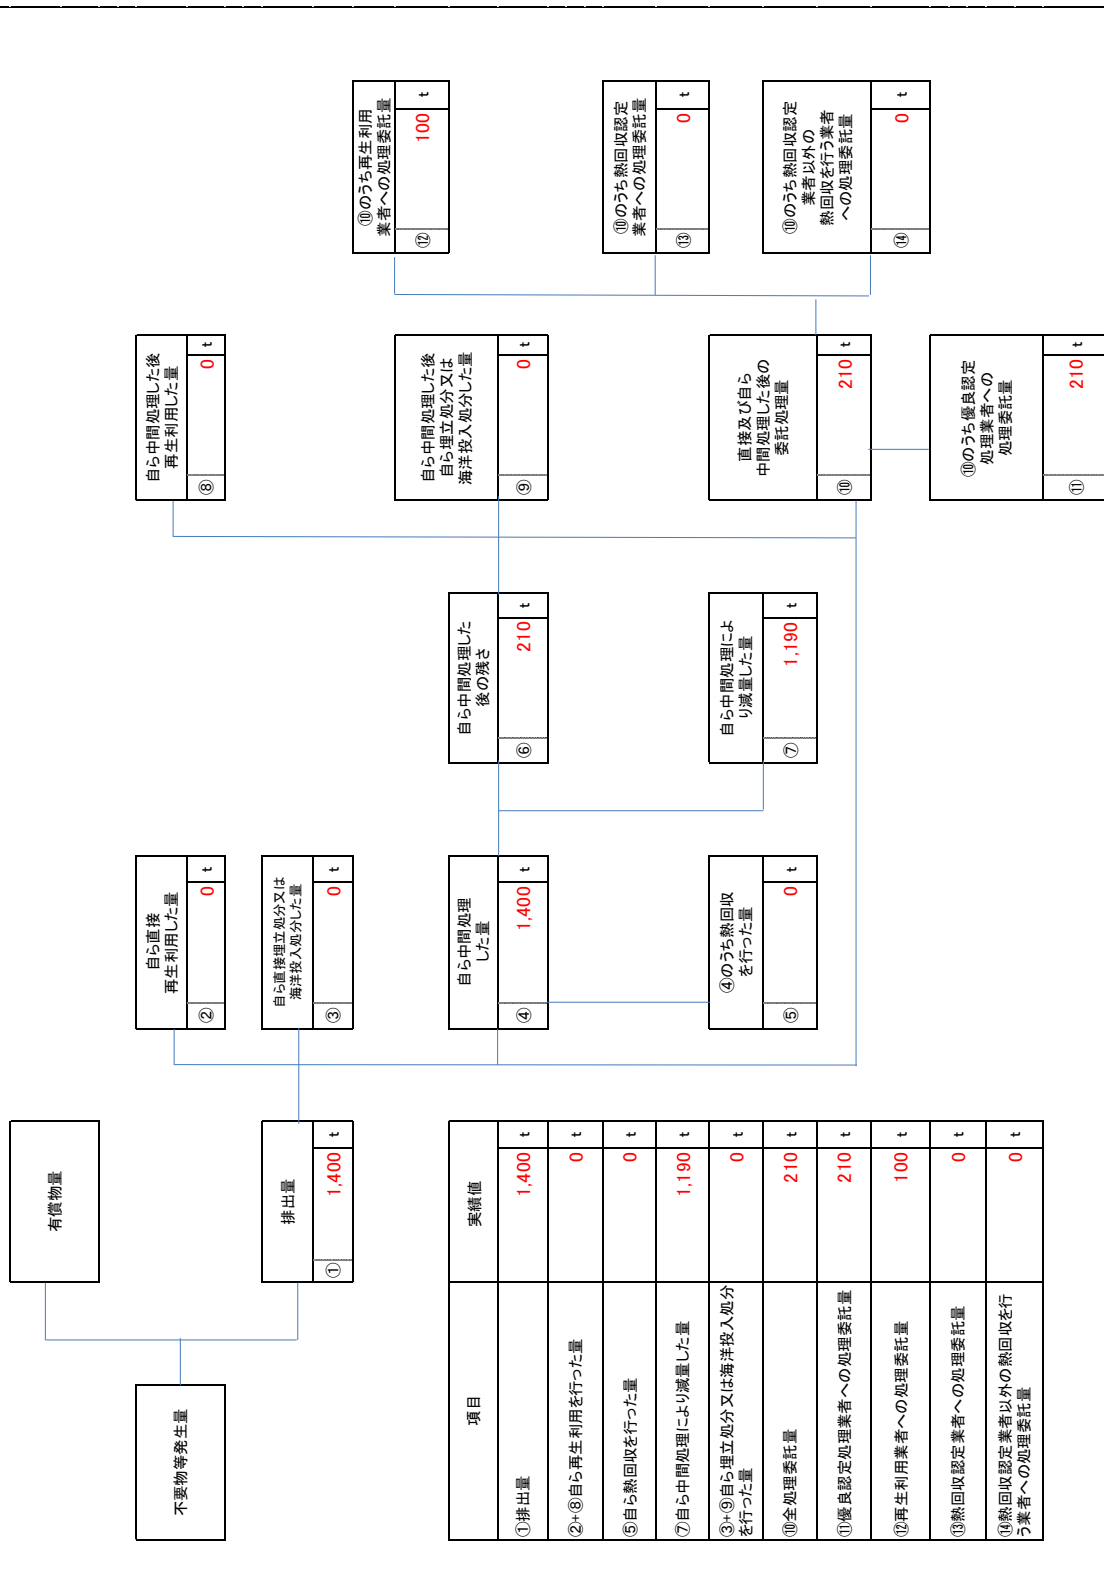 不要物等発生量
有償物量
排出量
① 1,400 t
自ら直接
再生利用した量
② 0 t
自ら直接埋立処分又は
海洋投入処分した量
③ 0 t
自ら中間処理
した量
④ 1,400 t
④のうち熱回収
を行った量
⑤ 0 t
自ら中間処理した
後の残さ
⑥ 210 t
自ら中間処理によ
り減量した量
⑦ 1,190 t
自ら中間処理した後
再生利用した量
⑧ 0 t
自ら中間処理した後
自ら埋立処分又は
海洋投入処分した量
⑨ 0 t
直接及び自ら
中間処理した後の
委託処理量
⑩ 210 t
⑩のうち優良認定
処理業者への
処理委託量
⑪ 210 t
⑩のうち再生利用
業者への処理委託量
⑫ 100 t
⑩のうち熱回収認定
業者への処理委託量
⑬ 0 t
⑩のうち熱回収認定
業者以外の
熱回収を行う業者
への処理委託量
⑭ 0 t
項目 実績値
①排出量 1,400 t
②+⑧自ら再生利用を行った量 0 t
⑤自ら熱回収を行った量 0 t
⑦自ら中間処理により減量した量 1,190 t
③+⑨自ら埋立処分又は海洋投入処分
を行った量 0 t
⑩全処理委託量 210 t
⑪優良認定処理業者への処理委託量 210 t
⑫再生利用業者への処理委託量 100 t
⑬熱回収認定業者への処理委託量 0 t
⑭熱回収認定業者以外の熱回収を行
う業者への処理委託量 0 t